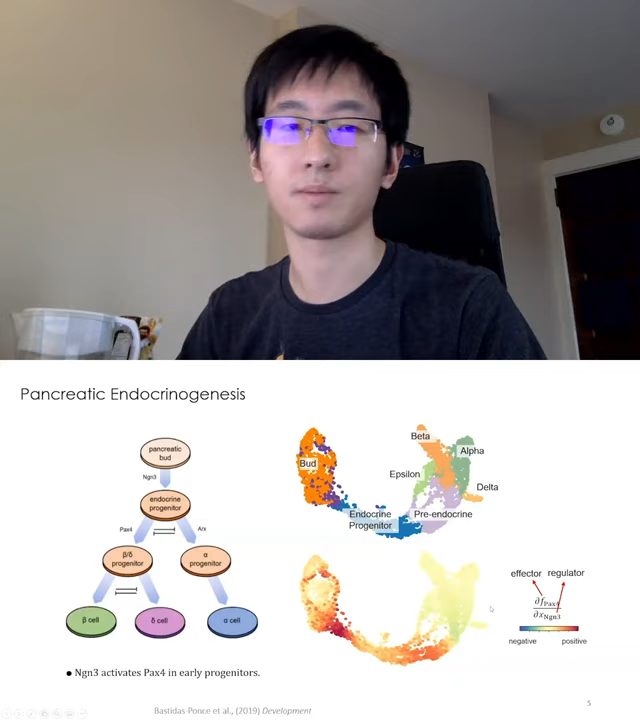 Pancreatic Endocrinogenesis
pancreatic
bud
Ngn3
endocrine
progenitor
Pax4
Arx
β/δ
progenitor
α
progenitor
β cell
δ cell
α cell
Bud
Beta
Alpha
Epsilon
Delta
Endocrine
Progenitor
Pre-endocrine
effector regulator
∂fPax4
∂xNgn3
negative positive
● Ngn3 activates Pax4 in early progenitors.
Bastidas-Ponce et al., (2019) Development
5